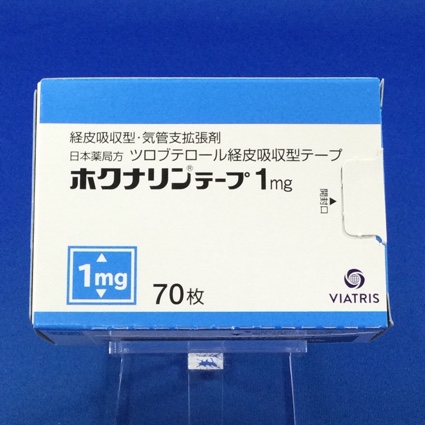 経皮吸収型・気管支拡張剤
日本薬局方 ツロブテロール経皮吸収型テープ
ホクナリン®テープ1mg
開封口
1mg
70枚
VIATRIS